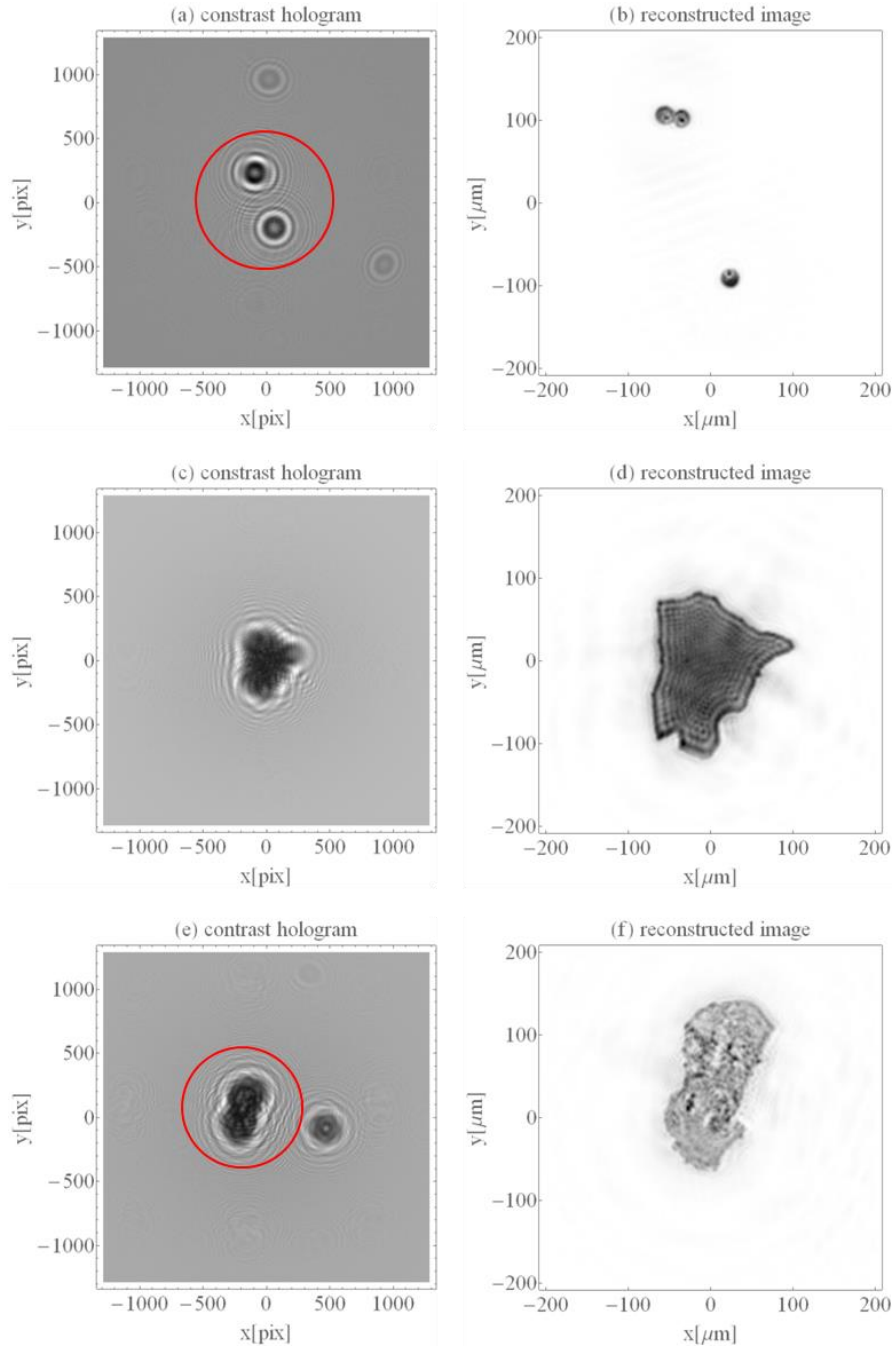 (a) constrast hologram
1000
500
0
−500
−1000
y[pix]
−1000 −500 0 500 1000
x[pix]
(b) reconstructed image
200
100
0
−100
−200
y[μm]
−200 −100 0 100 200
x[μm]
(c) constrast hologram
1000
500
0
−500
−1000
y[pix]
−1000 −500 0 500 1000
x[pix]
(d) reconstructed image
200
100
0
−100
−200
y[μm]
−200 −100 0 100 200
x[μm]
(e) contrast hologram
1000
500
0
−500
−1000
y[pix]
−1000 −500 0 500 1000
x[pix]
(f) reconstructed image
200
100
0
−100
−200
y[μm]
−200 −100 0 100 200
x[μm]